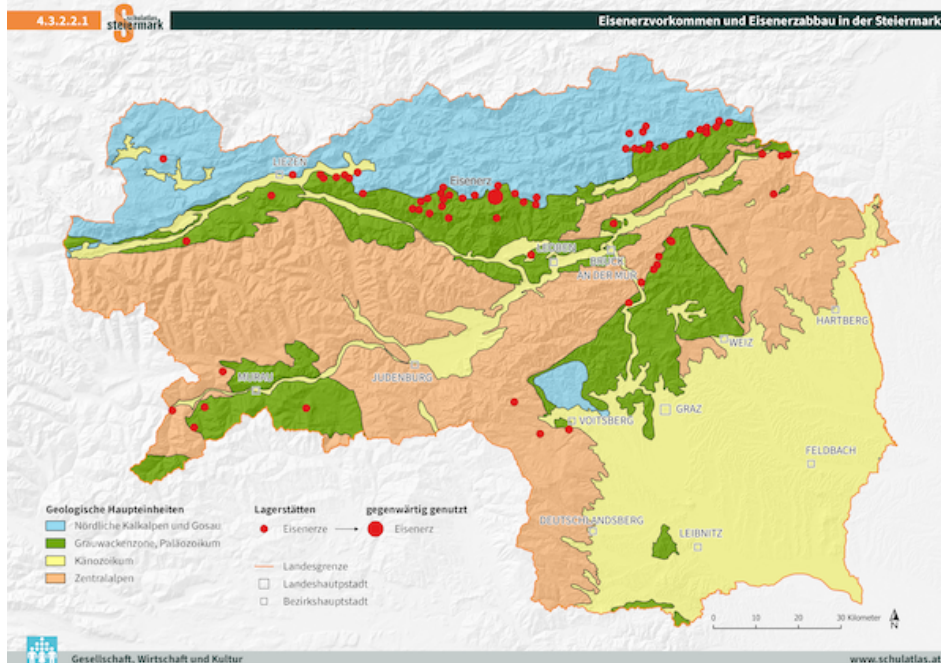 4.3.2.2.1
schulatlas
steiermark
Eisenerzvorkommen und Eisenerzabbau in der Steiermark
LIEZEN
Eisenerz
LEOBEN
BRUCK
AN DER MUR
HARTBERG
WEIZ
MURAU
JUDENBURG
GRAZ
VOITSBERG
FELDBACH
DEUTSCHLANDSBERG
LEIBNITZ
Geologische Haupteinheiten
Nördliche Kalkalpen und Gosau
Grauwackenzone, Paläozoikum
Känozoikum
Zentralalpen
Lagerstätten
gegenwärtig genutzt
Eisenerze
Eisenerz
Landesgrenze
Landeshauptstadt
Bezirkshauptstadt
0 10 20 30 Kilometer
N
Gesellschaft, Wirtschaft und Kultur
www.schulatlas.at